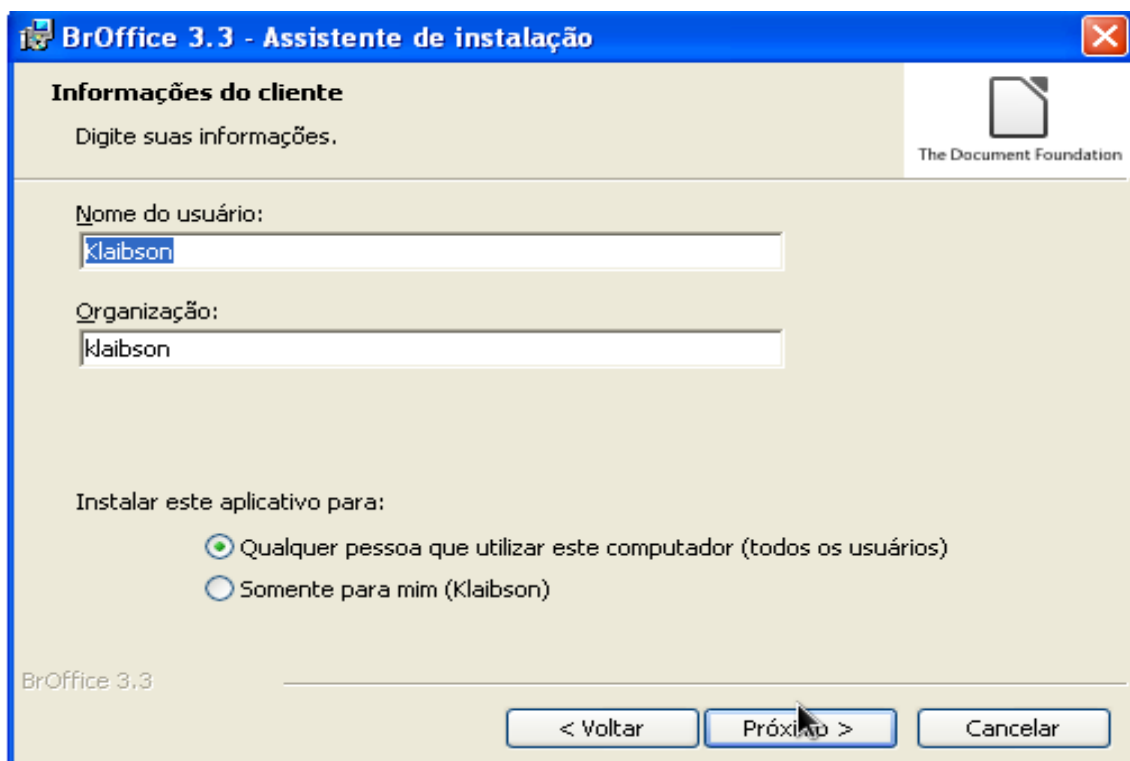 BrOffice 3.3 - Assistente de instalação
Informações do cliente
Digite suas informações.
The Document Foundation
Nome do usuário:
Klaibson
Organização:
klaibson
Instalar este aplicativo para:
Qualquer pessoa que utilizar este computador (todos os usuários)
Somente para mim (Klaibson)
BrOffice 3.3
< Voltar
Próximo >
Cancelar